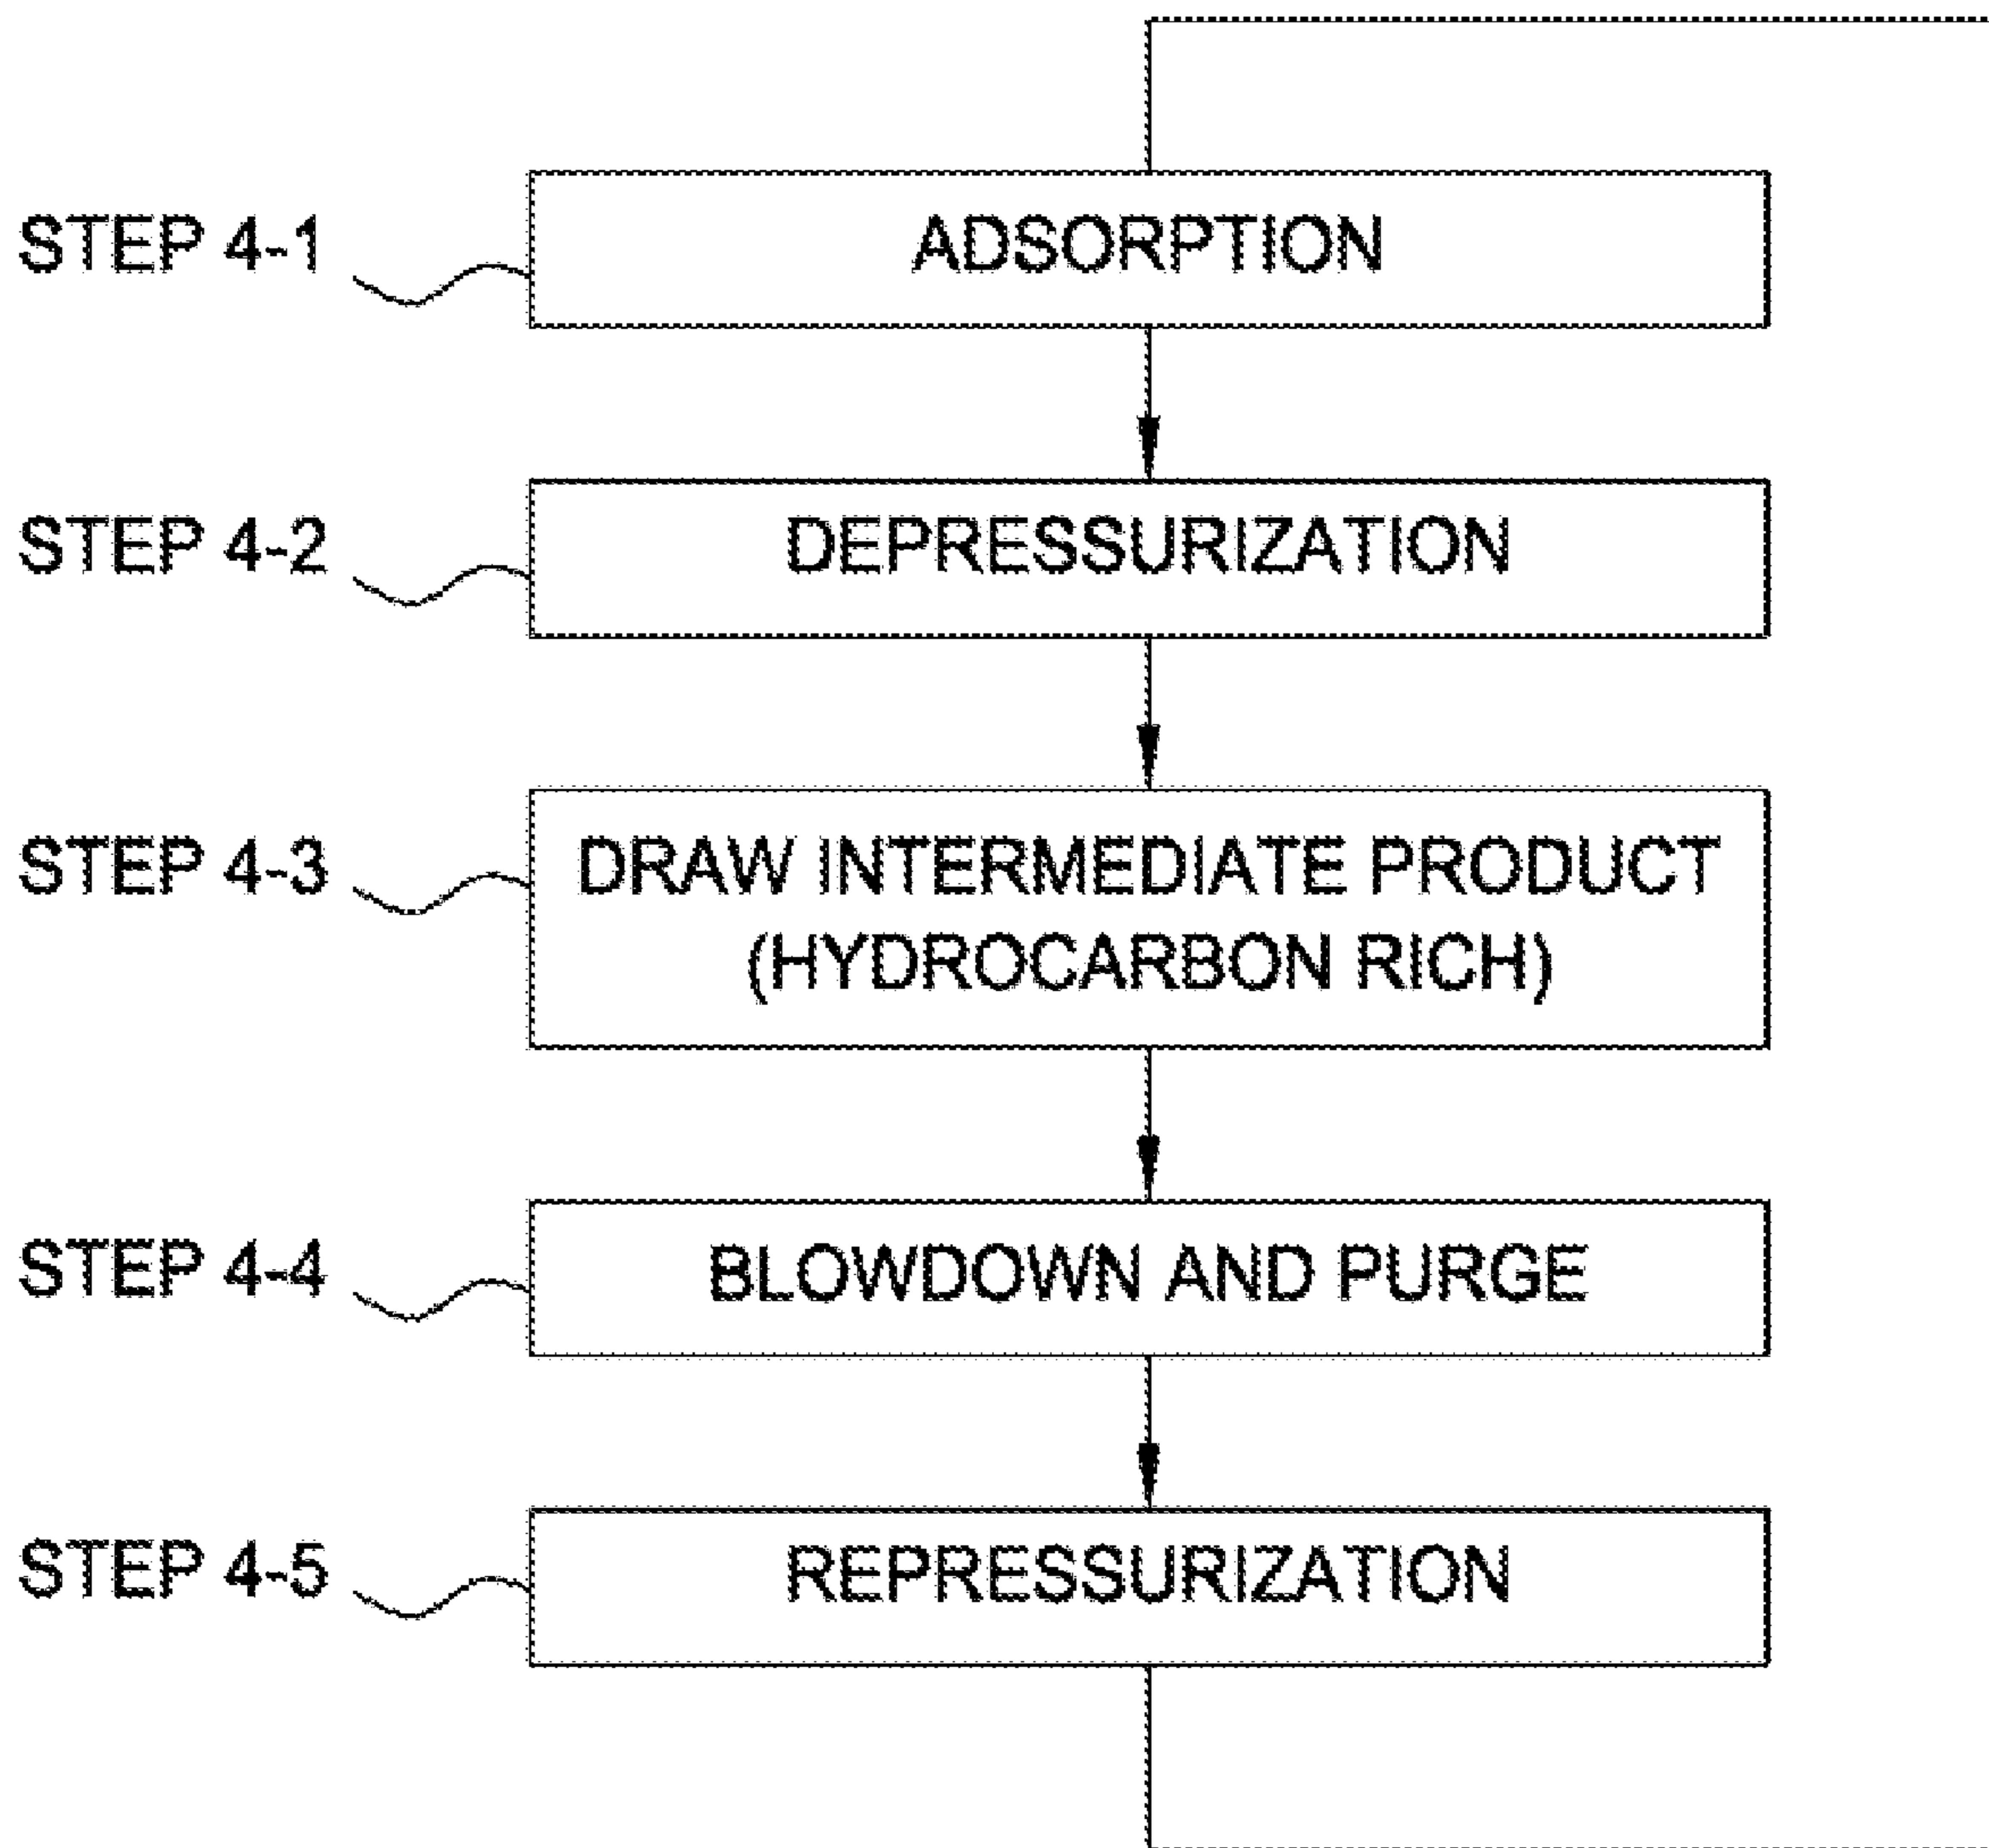 STEP 4-1
ADSORPTION
STEP 4-2
DEPRESSURIZATION
STEP 4-3
DRAW INTERMEDIATE PRODUCT
(HYDROCARBON RICH)
STEP 4-4
BLOWDOWN AND PURGE
STEP 4-5
REPRESSURIZATION